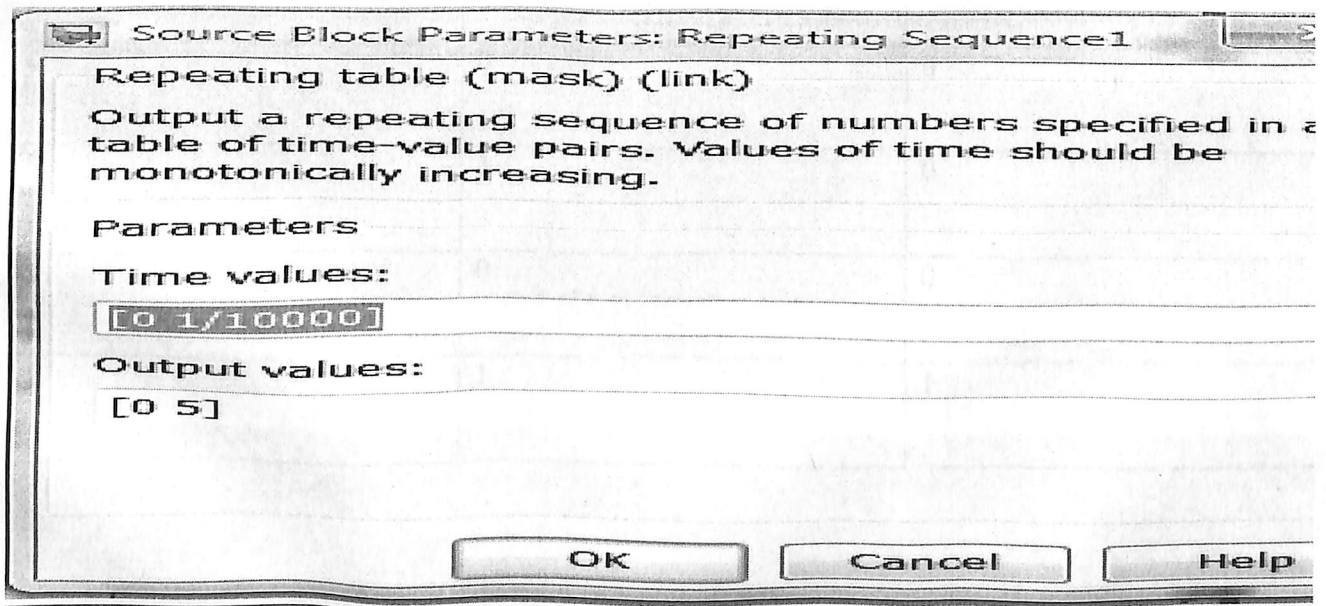 Source Block Parameters: Repeating Sequence1
Repeating table (mask) (link)
Output a repeating sequence of numbers specified in a
table of time-value pairs. Values of time should be
monotonically increasing.
Parameters
Time values:
[0 1/10000]
Output values:
[0 5]
OK Cancel Help